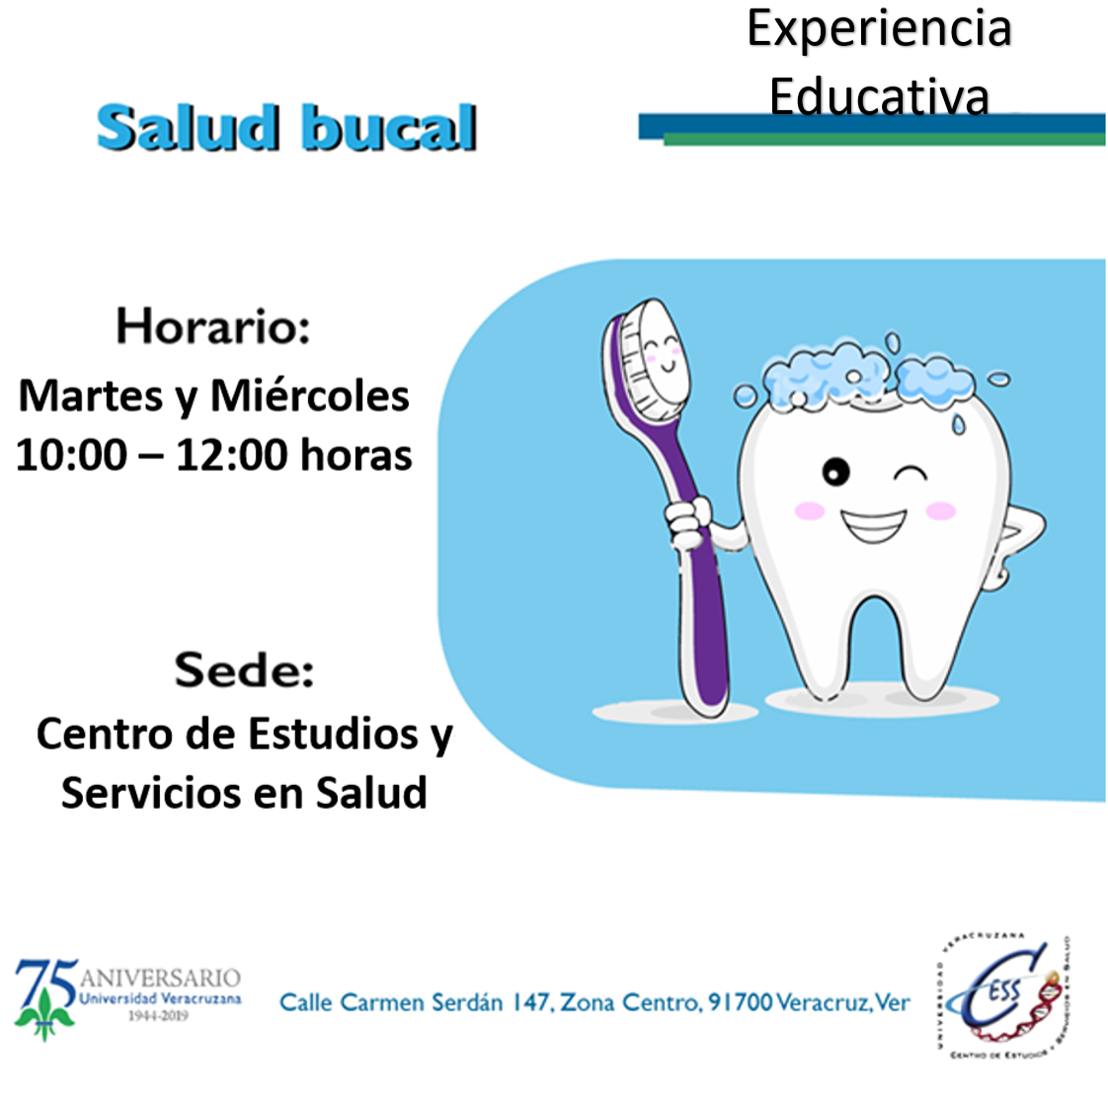 Experiencia
Educativa
Salud bucal
Horario:
Martes y Miércoles
10:00 – 12:00 horas
Sede:
Centro de Estudios y
Servicios en Salud
75 ANIVERSARIO
Universidad Veracruzana
1944-2019
Calle Carmen Serdán 147, Zona Centro, 91700 Veracruz, Ver
UNIVERSIDAD VERACRUZANA
CESS
CENTRO DE ESTUDIOS Y SERVICIOS EN SALUD